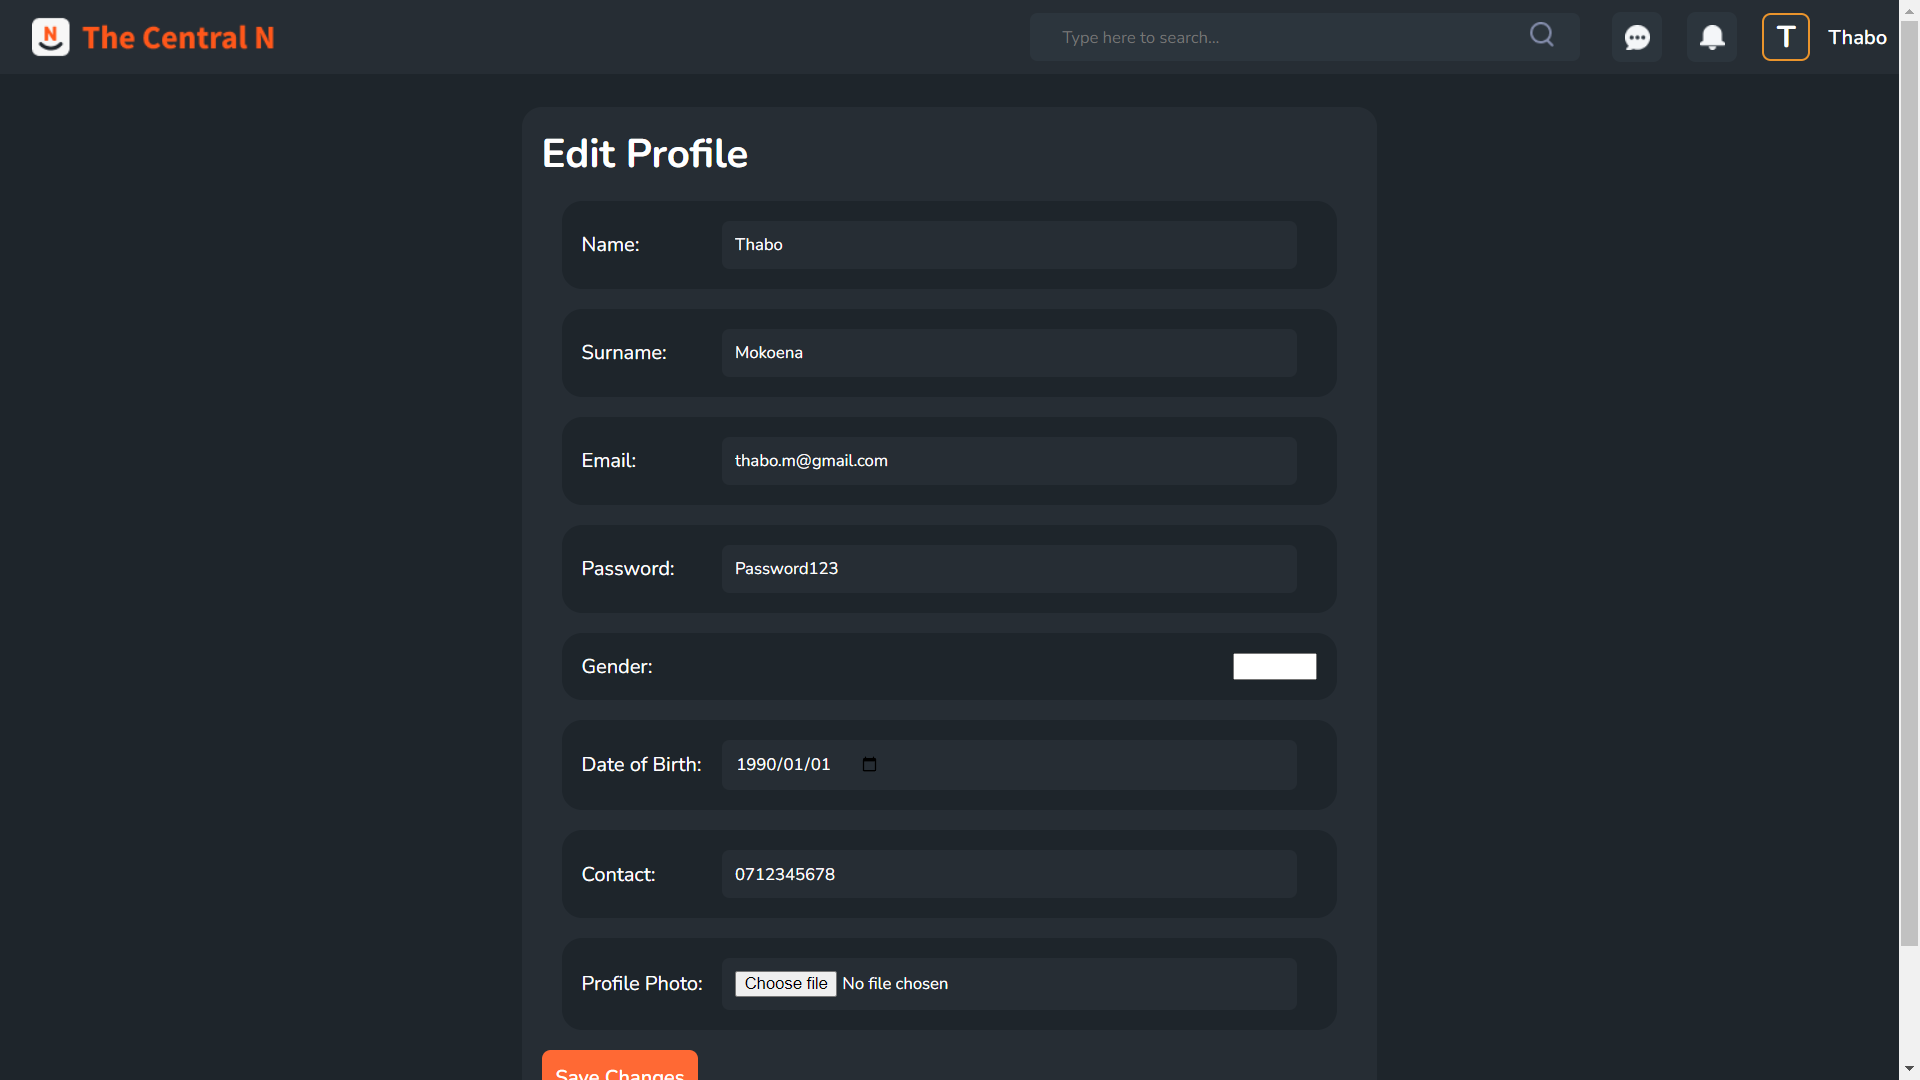 N The Central N
Type here to search...
T Thabo
Edit Profile
Name: Thabo
Surname: Mokoena
Email: thabo.m@gmail.com
Password: Password123
Gender:
Date of Birth: 1990/01/01
Contact: 0712345678
Profile Photo: Choose file No file chosen
Save Changes